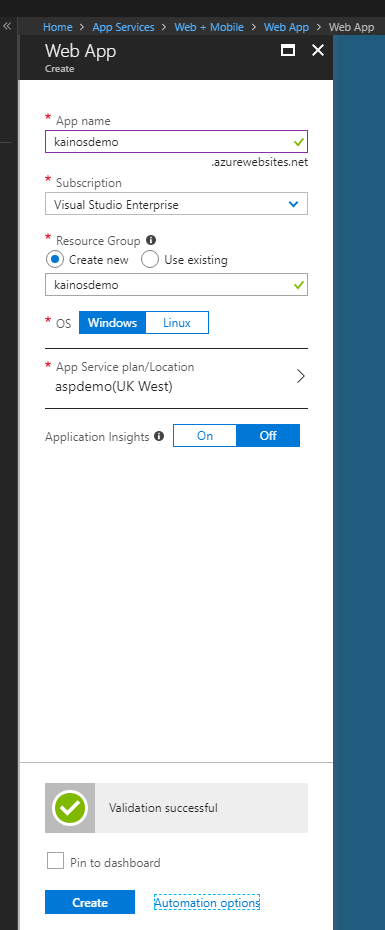 Home > App Services > Web + Mobile > Web App > Web App
Web App
Create
* App name
kainosdemo
.azurewebsites.net
* Subscription
Visual Studio Enterprise
* Resource Group
Create new Use existing
kainosdemo
* OS Windows Linux
* App Service plan/Location
aspdemo(UK West)
Application Insights On Off
Validation successful
Pin to dashboard
Create Automation options